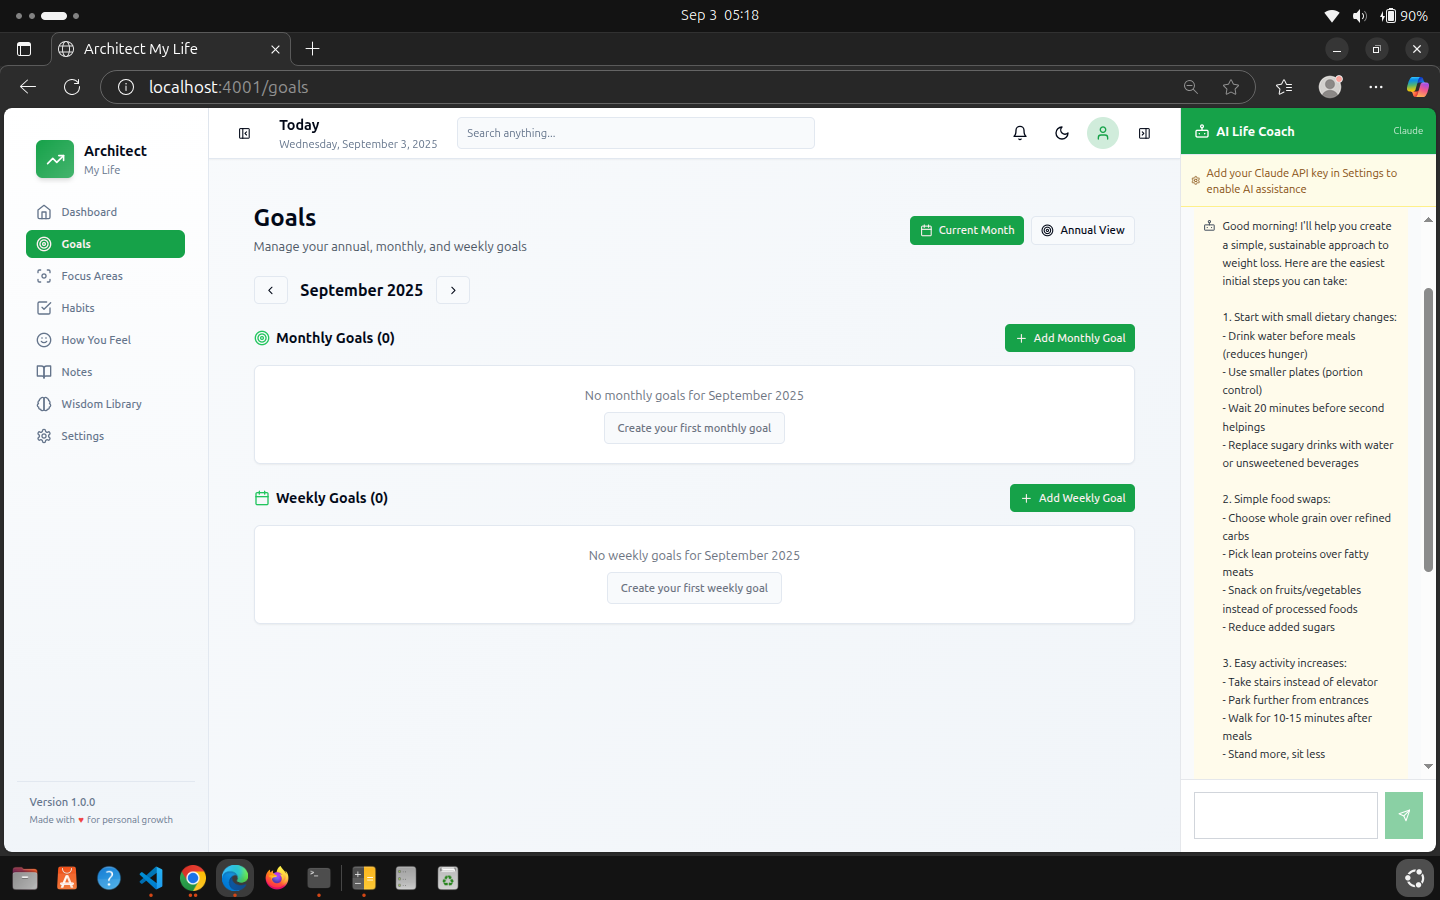 Sep 3 05:18
90%
Architect My Life
localhost:4001/goals
Architect
My Life
Dashboard
Goals
Focus Areas
Habits
How You Feel
Notes
Wisdom Library
Settings
Version 1.0.0
Made with ♥ for personal growth
Today
Wednesday, September 3, 2025
Search anything...
Goals
Manage your annual, monthly, and weekly goals
Current Month
Annual View
September 2025
Monthly Goals (0)
Add Monthly Goal
No monthly goals for September 2025
Create your first monthly goal
Weekly Goals (0)
Add Weekly Goal
No weekly goals for September 2025
Create your first weekly goal
AI Life Coach
Claude
Add your Claude API key in Settings to
enable AI assistance
Good morning! I'll help you create
a simple, sustainable approach to
weight loss. Here are the easiest
initial steps you can take:
1. Start with small dietary changes:
- Drink water before meals
(reduces hunger)
- Use smaller plates (portion
control)
- Wait 20 minutes before second
helpings
- Replace sugary drinks with water
or unsweetened beverages
2. Simple food swaps:
- Choose whole grain over refined
carbs
- Pick lean proteins over fatty
meats
- Snack on fruits/vegetables
instead of processed foods
- Reduce added sugars
3. Easy activity increases:
- Take stairs instead of elevator
- Park further from entrances
- Walk for 10-15 minutes after
meals
- Stand more, sit less